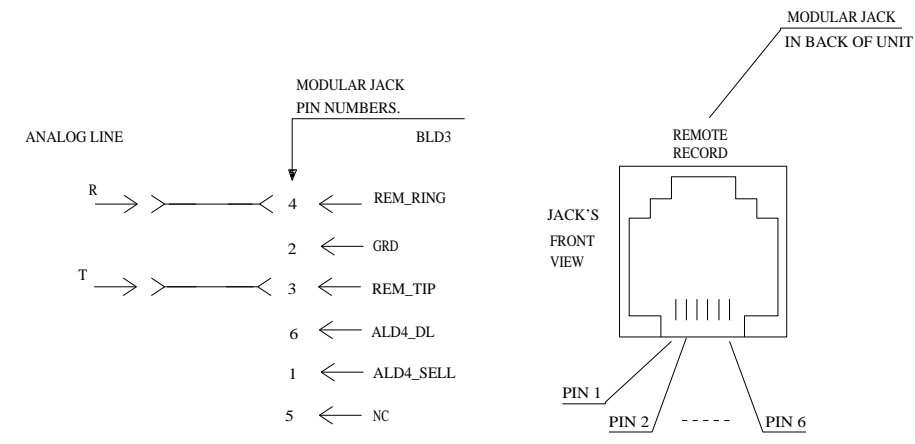 MODULAR JACK
IN BACK OF UNIT
MODULAR JACK
PIN NUMBERS.
ANALOG LINE
BLD3
REMOTE
RECORD
R
4
REM_RING
JACK'S
FRONT
VIEW
2
GRD
T
3
REM_TIP
6
ALD4_DL
1
ALD4_SELL
5
NC
PIN 1
PIN 2
PIN 6